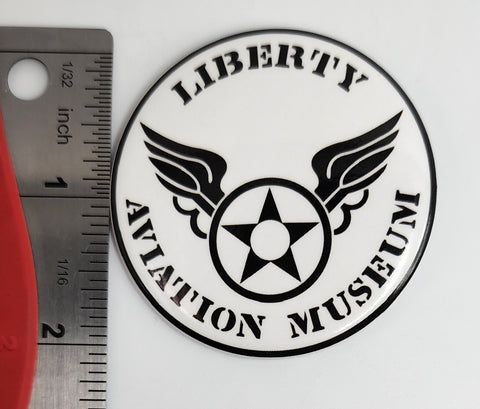 1/32
inch
1
1/16
2
LIBERTY
AVIATION MUSEUM